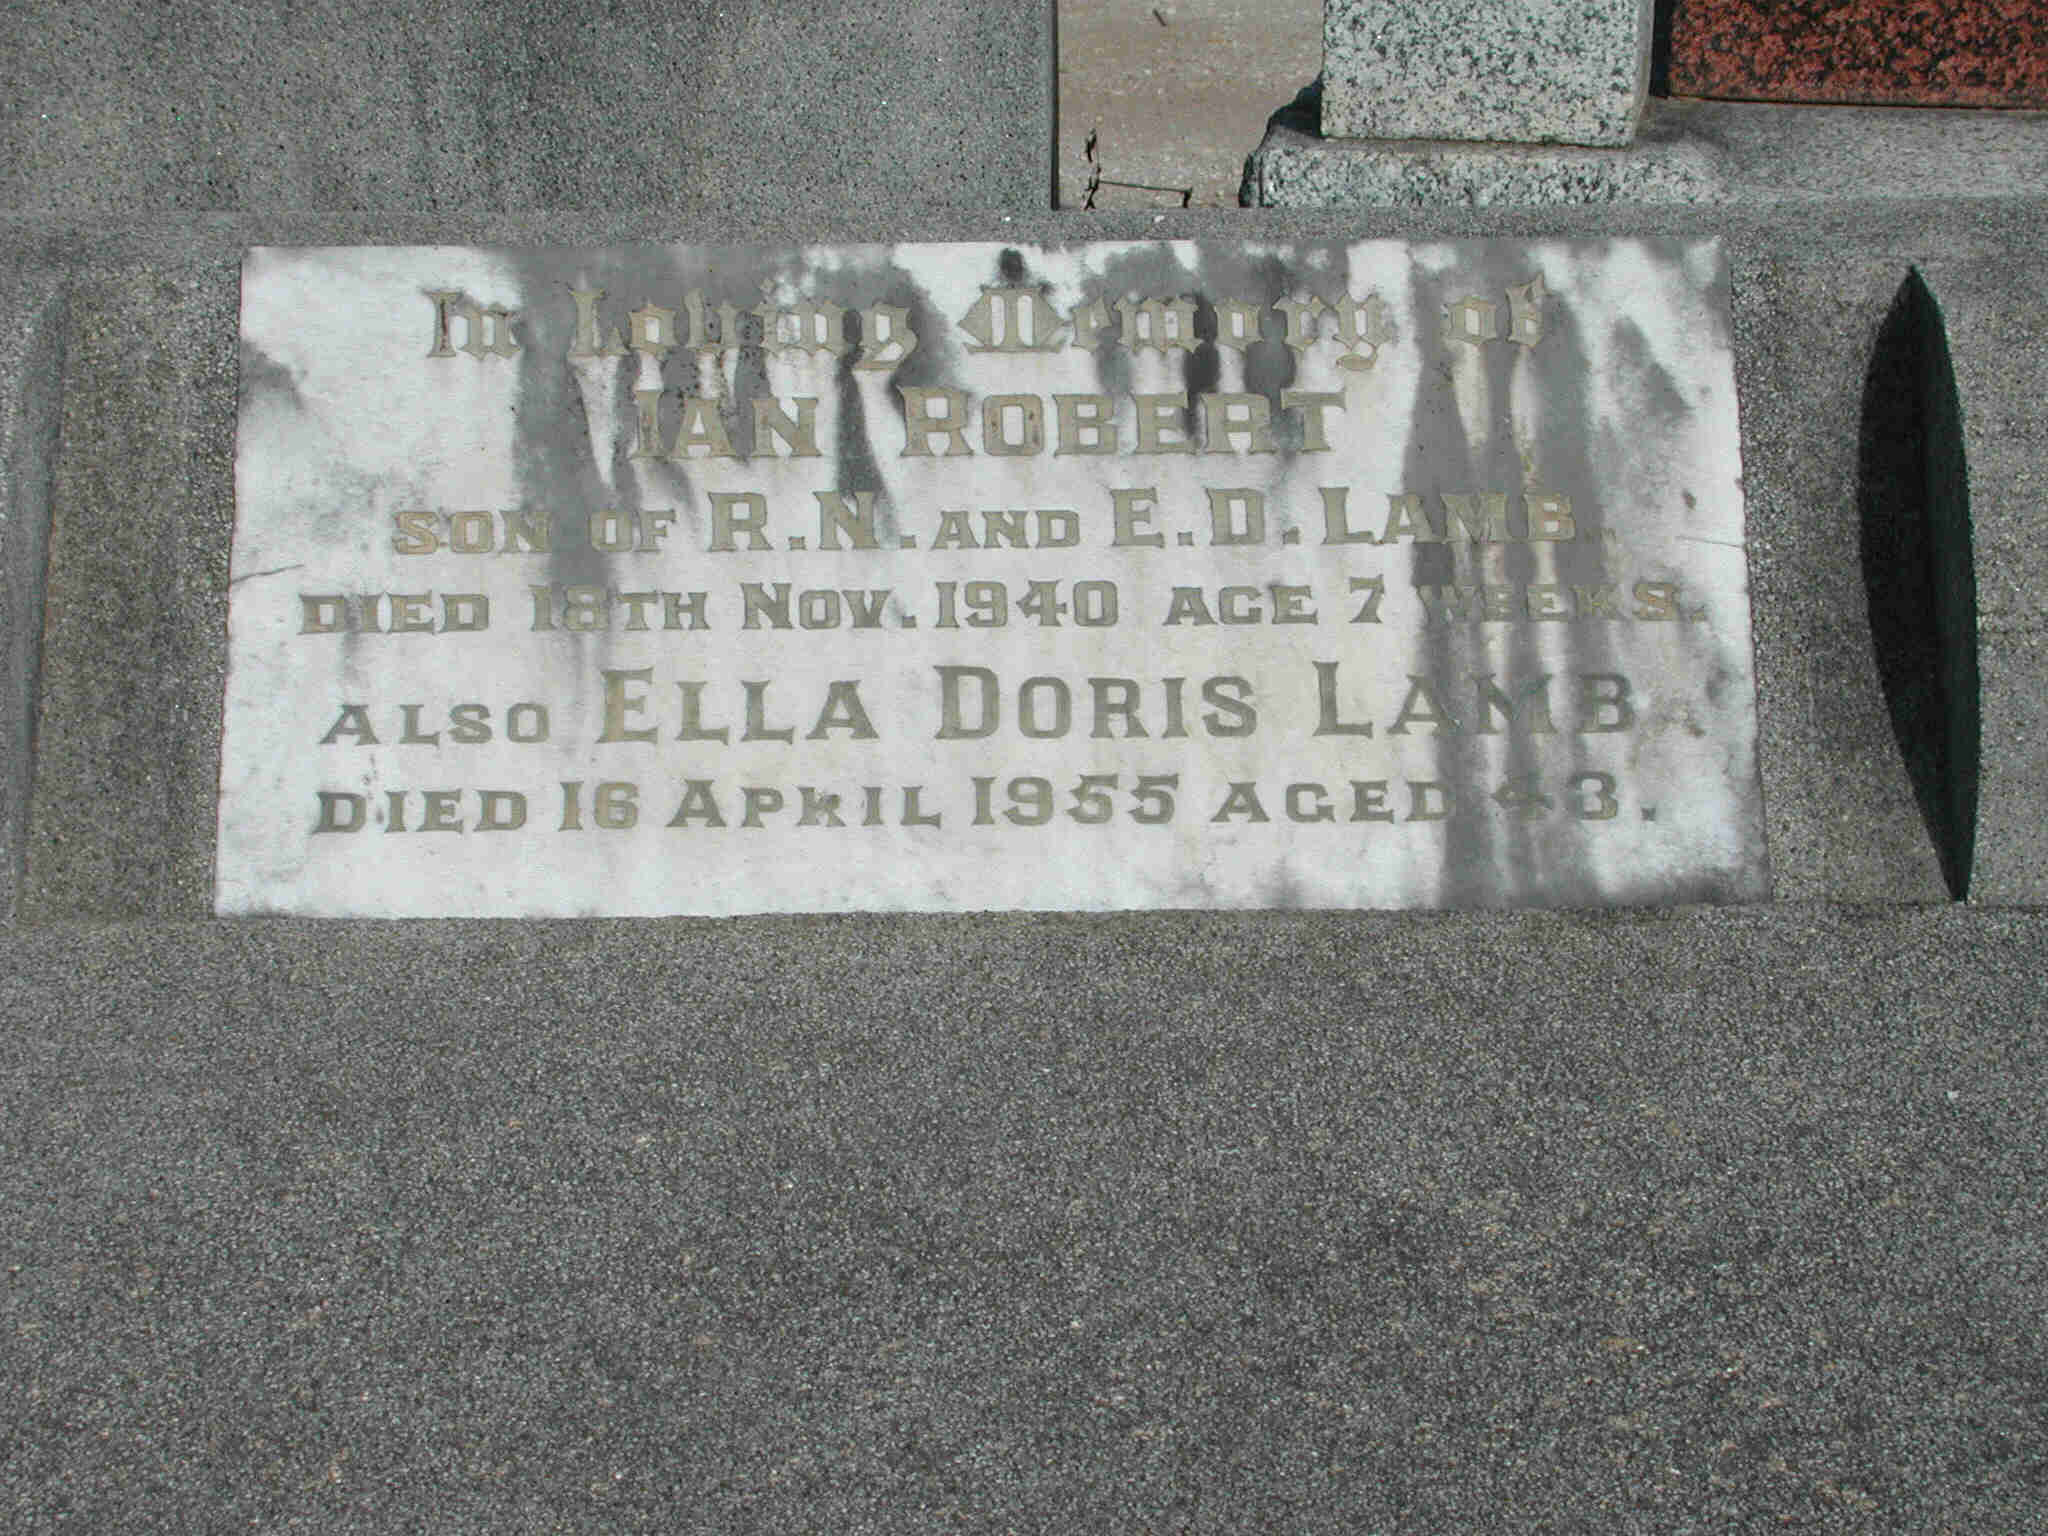 In Loving Memory of
IAN ROBERT
SON OF R.N. AND E.D. LAMB.
DIED 18TH NOV. 1940 AGE 7 WEEKS.
ALSO ELLA DORIS LAMB
DIED 16 APRIL 1955 AGED 43.